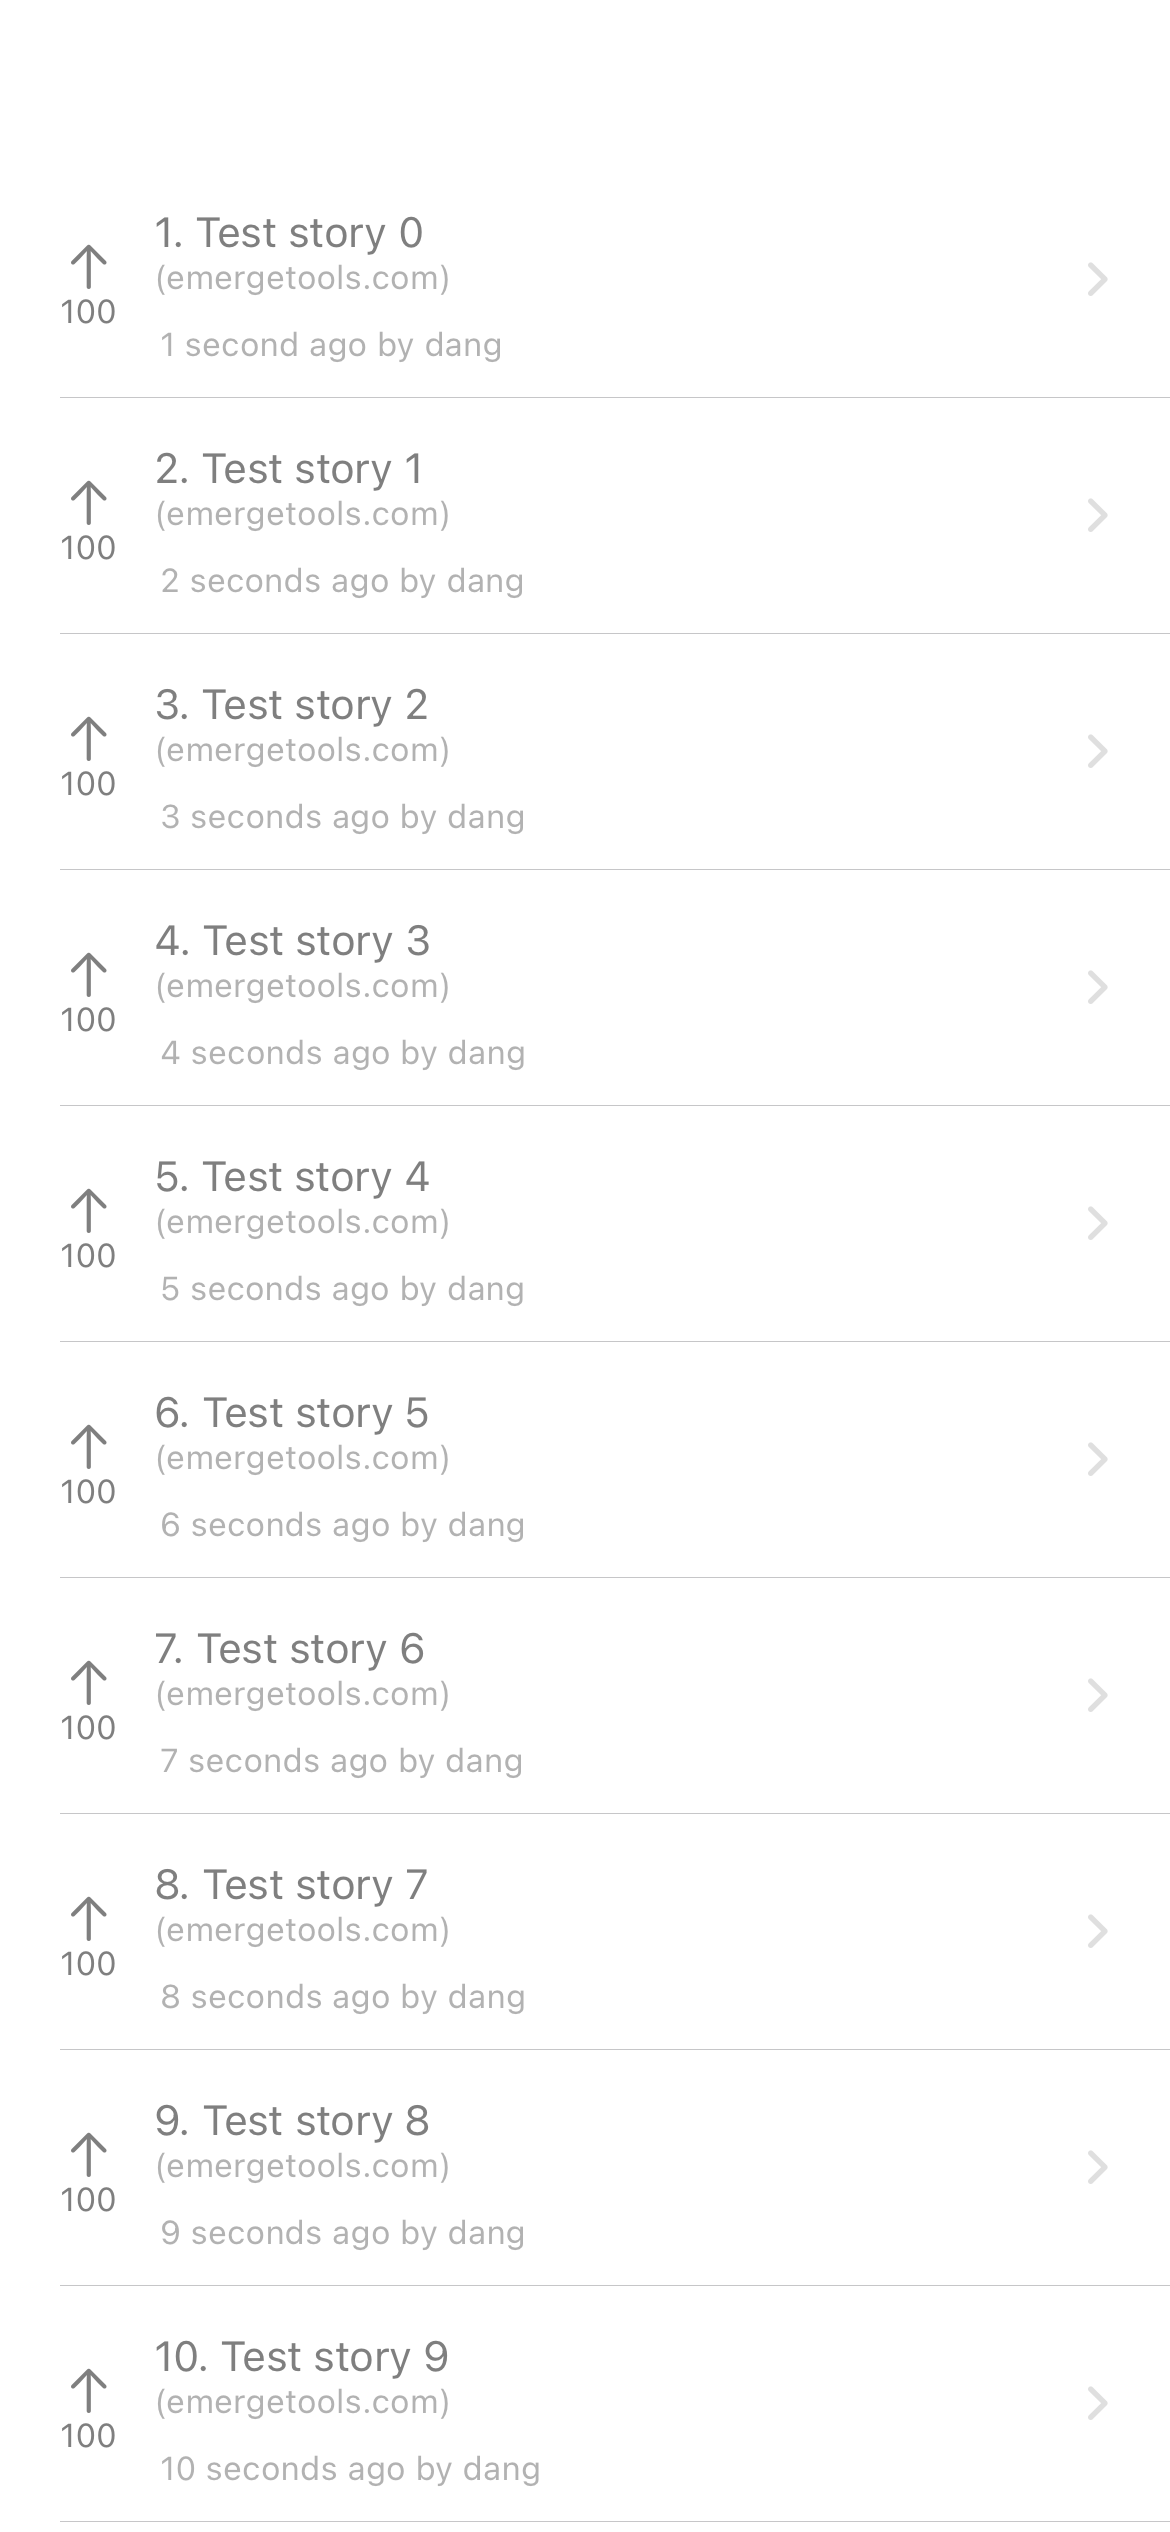 1. Test story 0
(emergetools.com)
100
1 second ago by dang
2. Test story 1
(emergetools.com)
100
2 seconds ago by dang
3. Test story 2
(emergetools.com)
100
3 seconds ago by dang
4. Test story 3
(emergetools.com)
100
4 seconds ago by dang
5. Test story 4
(emergetools.com)
100
5 seconds ago by dang
6. Test story 5
(emergetools.com)
100
6 seconds ago by dang
7. Test story 6
(emergetools.com)
100
7 seconds ago by dang
8. Test story 7
(emergetools.com)
100
8 seconds ago by dang
9. Test story 8
(emergetools.com)
100
9 seconds ago by dang
10. Test story 9
(emergetools.com)
100
10 seconds ago by dang